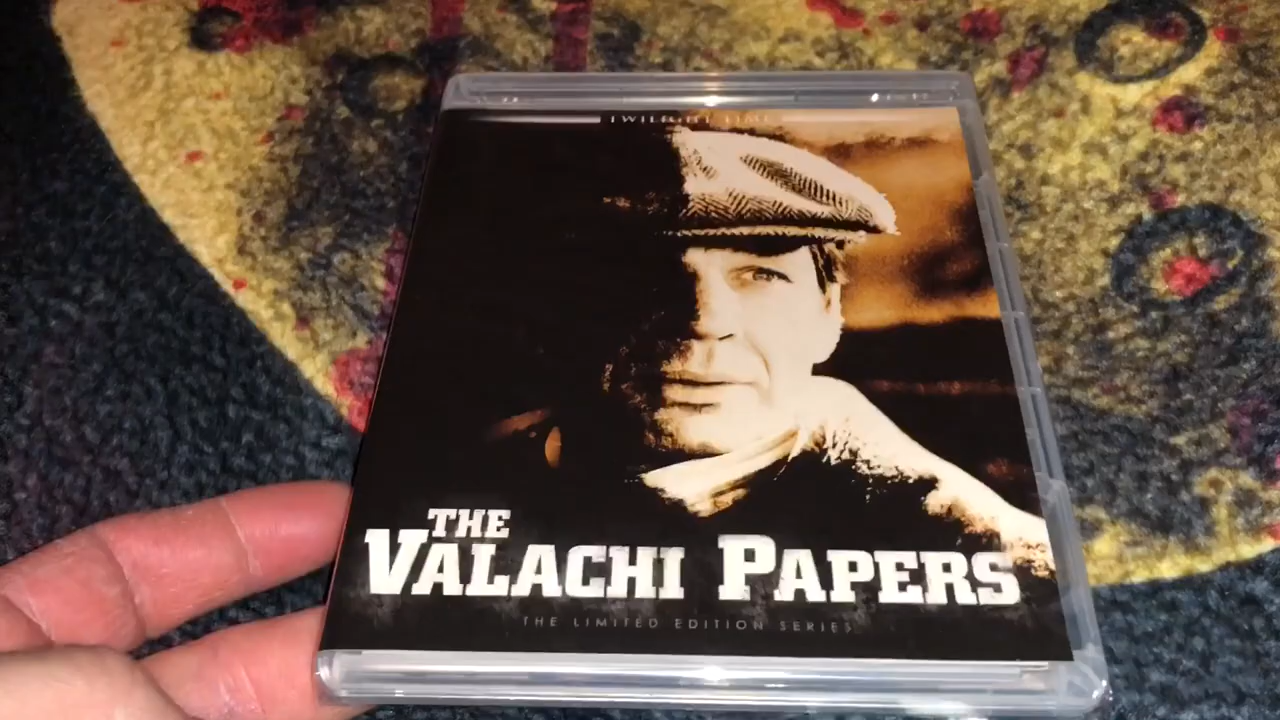 TWILIGHT TIME
THE
VALACHI PAPERS
THE LIMITED EDITION SERIES